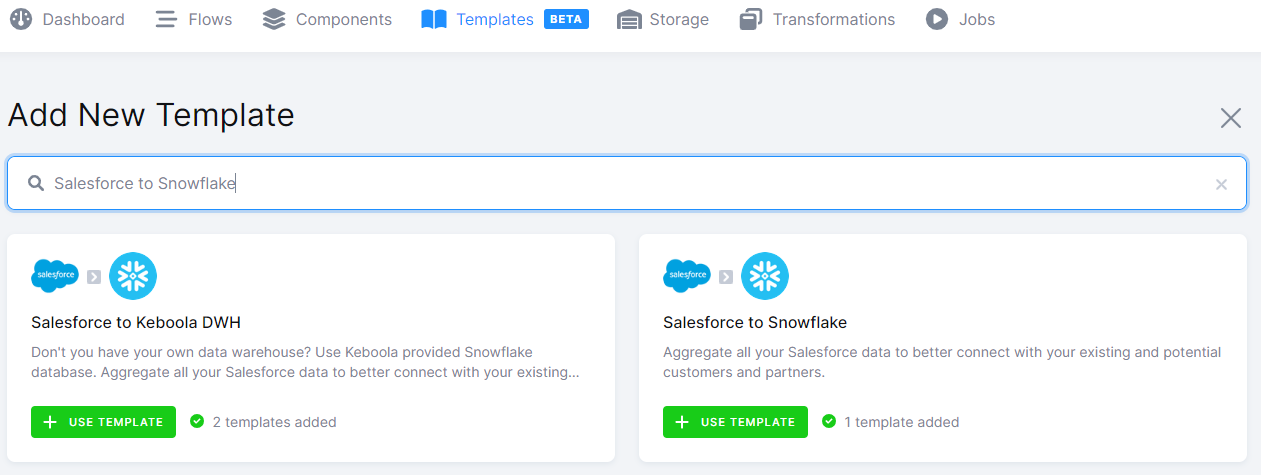 Dashboard Flows Components Templates BETA Storage Transformations Jobs
Add New Template
Salesforce to Snowflake
salesforce
Salesforce to Keboola DWH
Don't you have your own data warehouse? Use Keboola provided Snowflake
database. Aggregate all your Salesforce data to better connect with your existing...
USE TEMPLATE 2 templates added
salesforce
Salesforce to Snowflake
Aggregate all your Salesforce data to better connect with your existing and potential
customers and partners.
USE TEMPLATE 1 template added